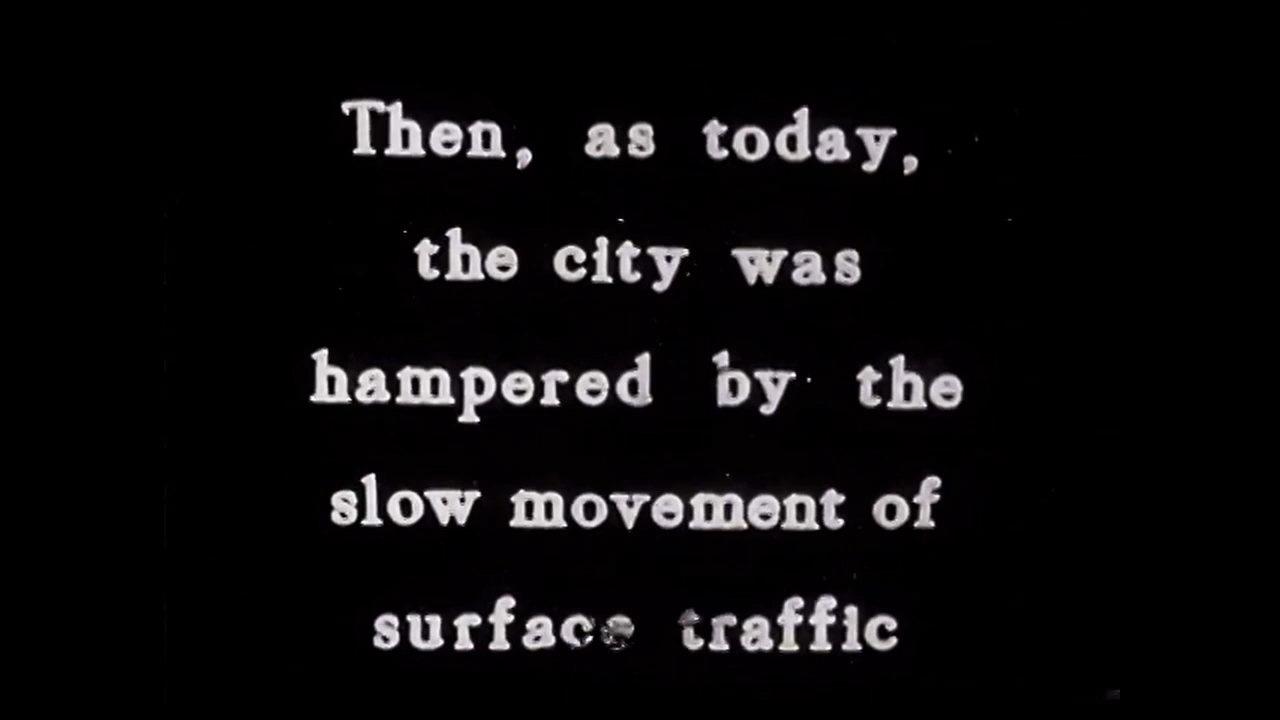 Then, as today,
the city was
hampered by the
slow movement of
surface traffic